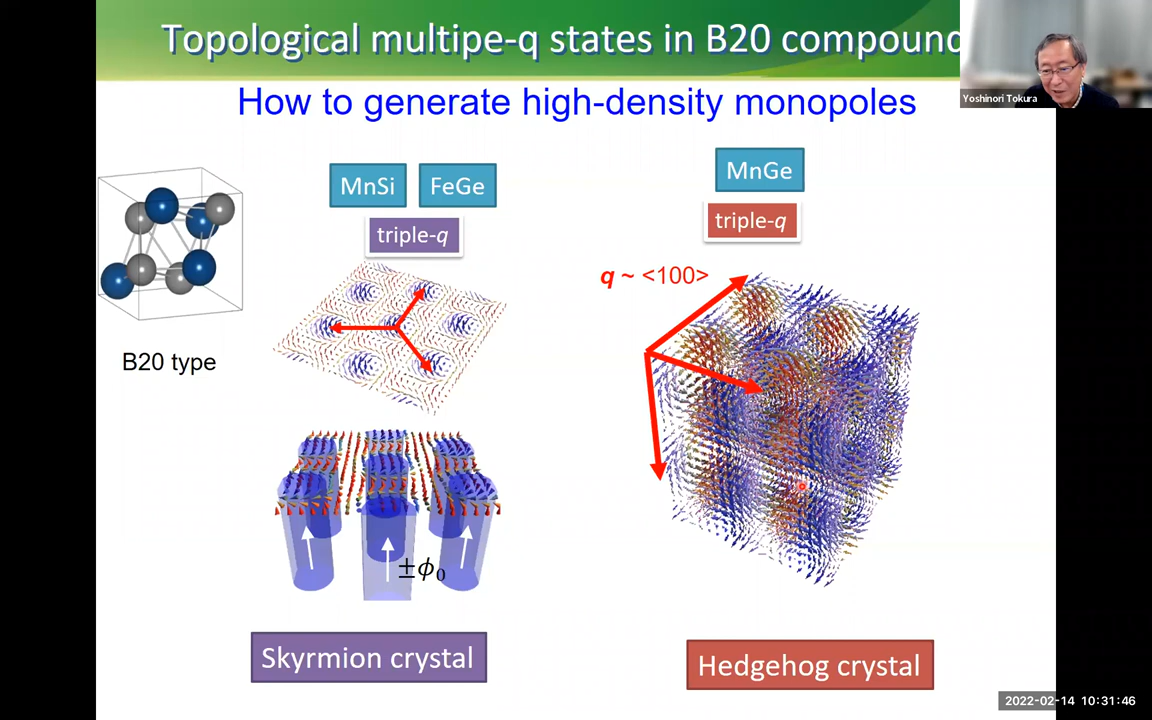 Topological multipe-q states in B20 compound
Yoshinori Tokura
How to generate high-density monopoles
MnSi
FeGe
triple-q
MnGe
triple-q
q ~ <100>
B20 type
±ϕ0
Skyrmion crystal
Hedgehog crystal
2022-02-14 10:31:46